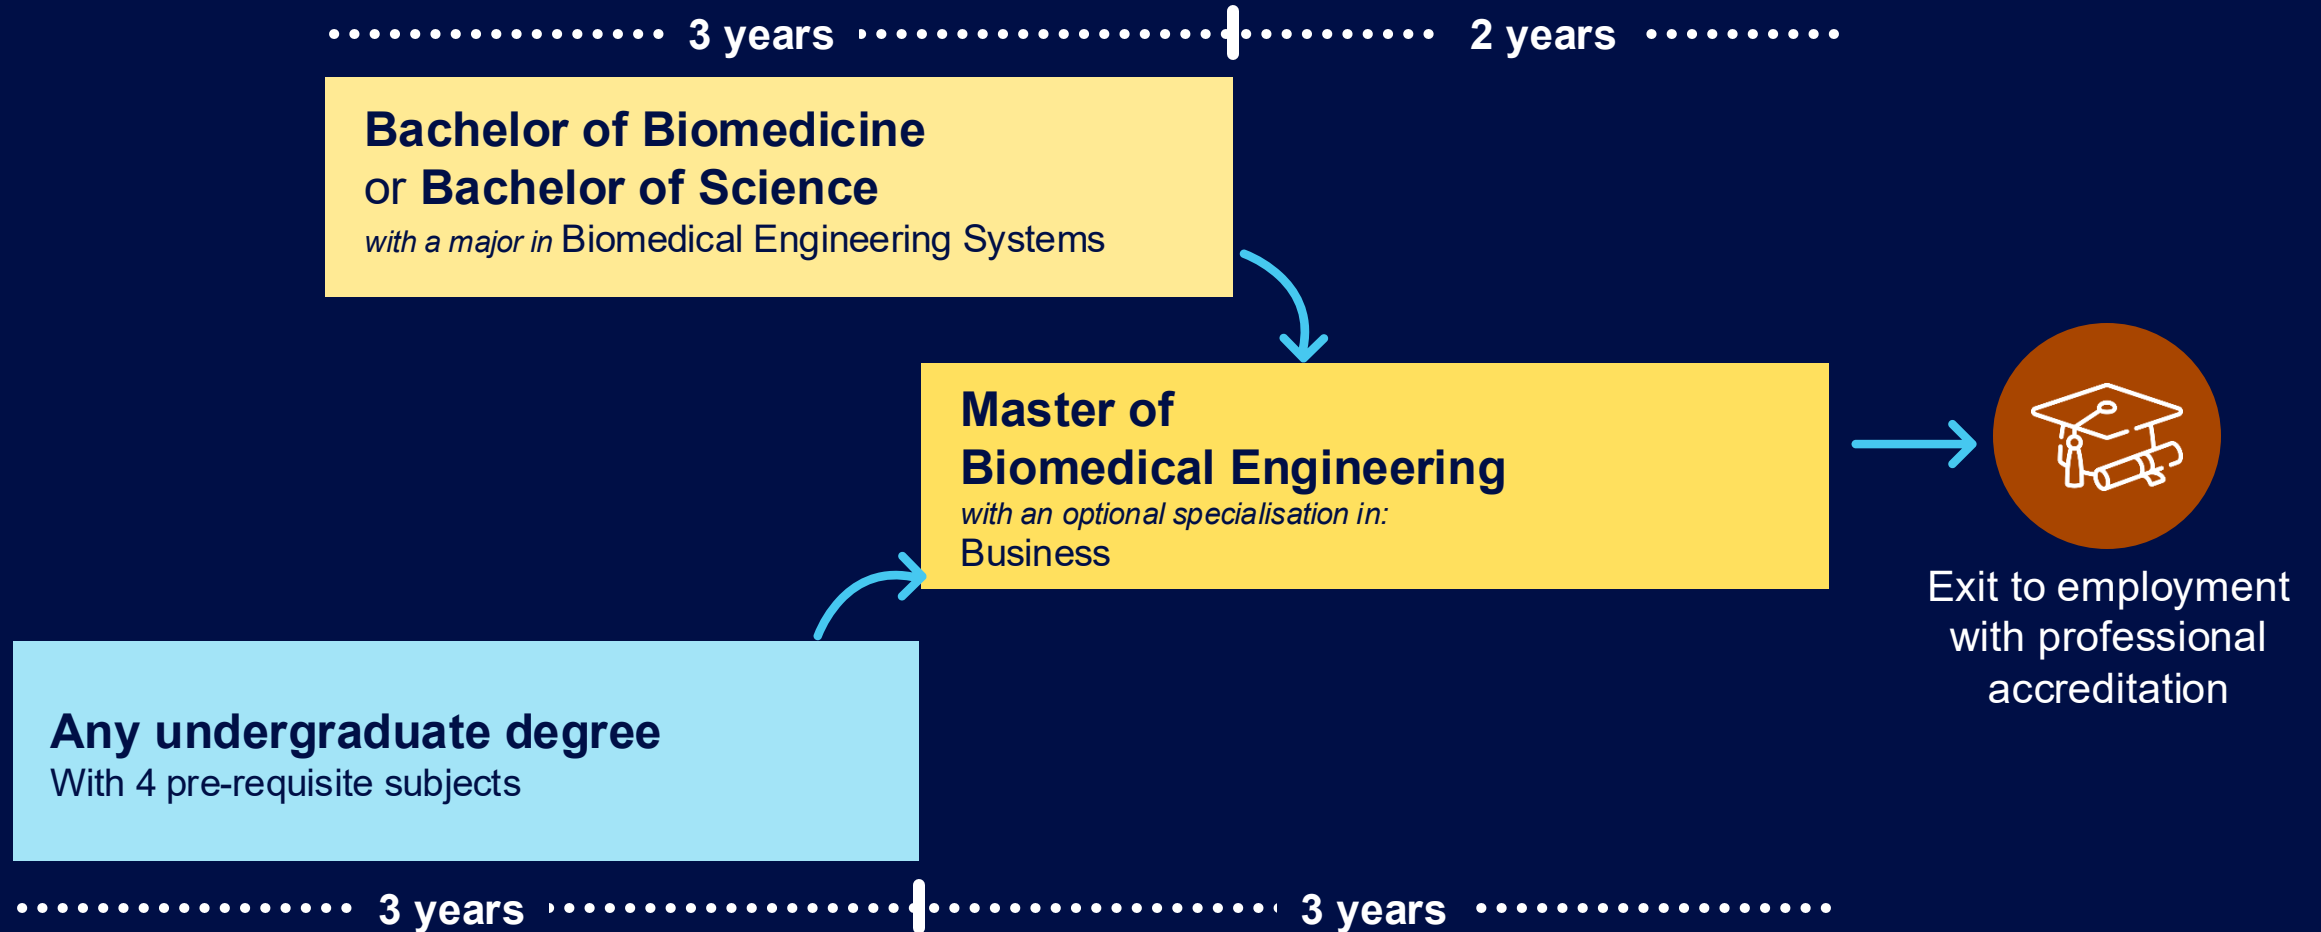 3 years
2 years
Bachelor of Biomedicine
or Bachelor of Science
with a major in Biomedical Engineering Systems
Master of
Biomedical Engineering
with an optional specialisation in:
Business
Exit to employment
with professional
accreditation
Any undergraduate degree
With 4 pre-requisite subjects
3 years
3 years